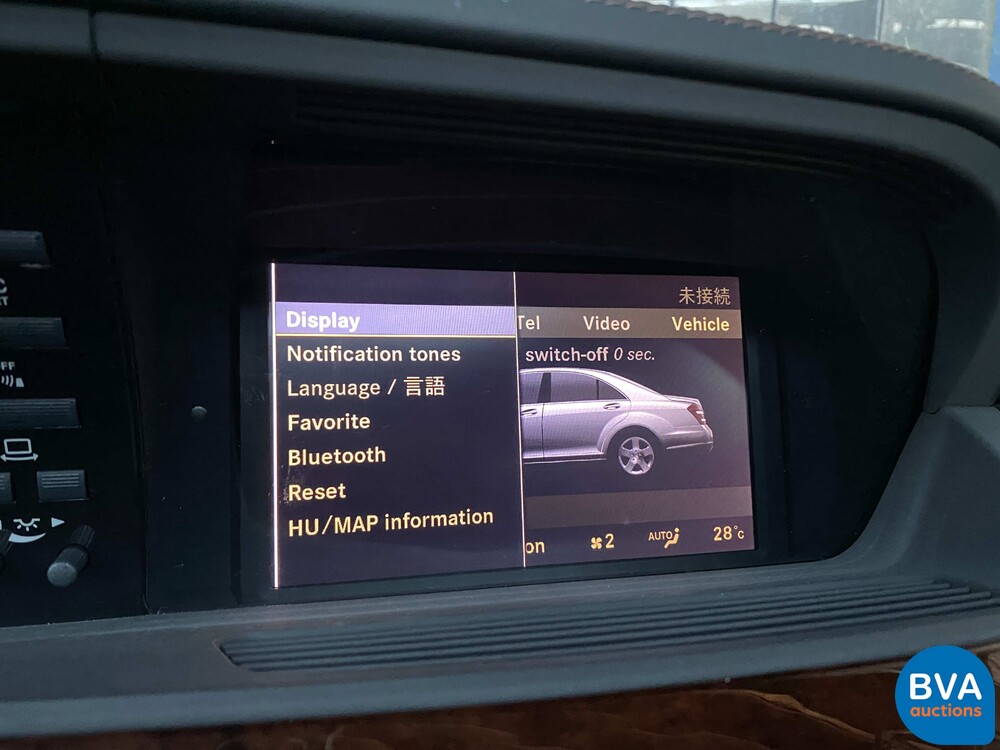 未接続
Display
Tel Video Vehicle
Notification tones
switch-off 0 sec.
Language / 言語
Favorite
Bluetooth
Reset
HU/MAP information
on
2
AUTO
28°c
BVA
auctions